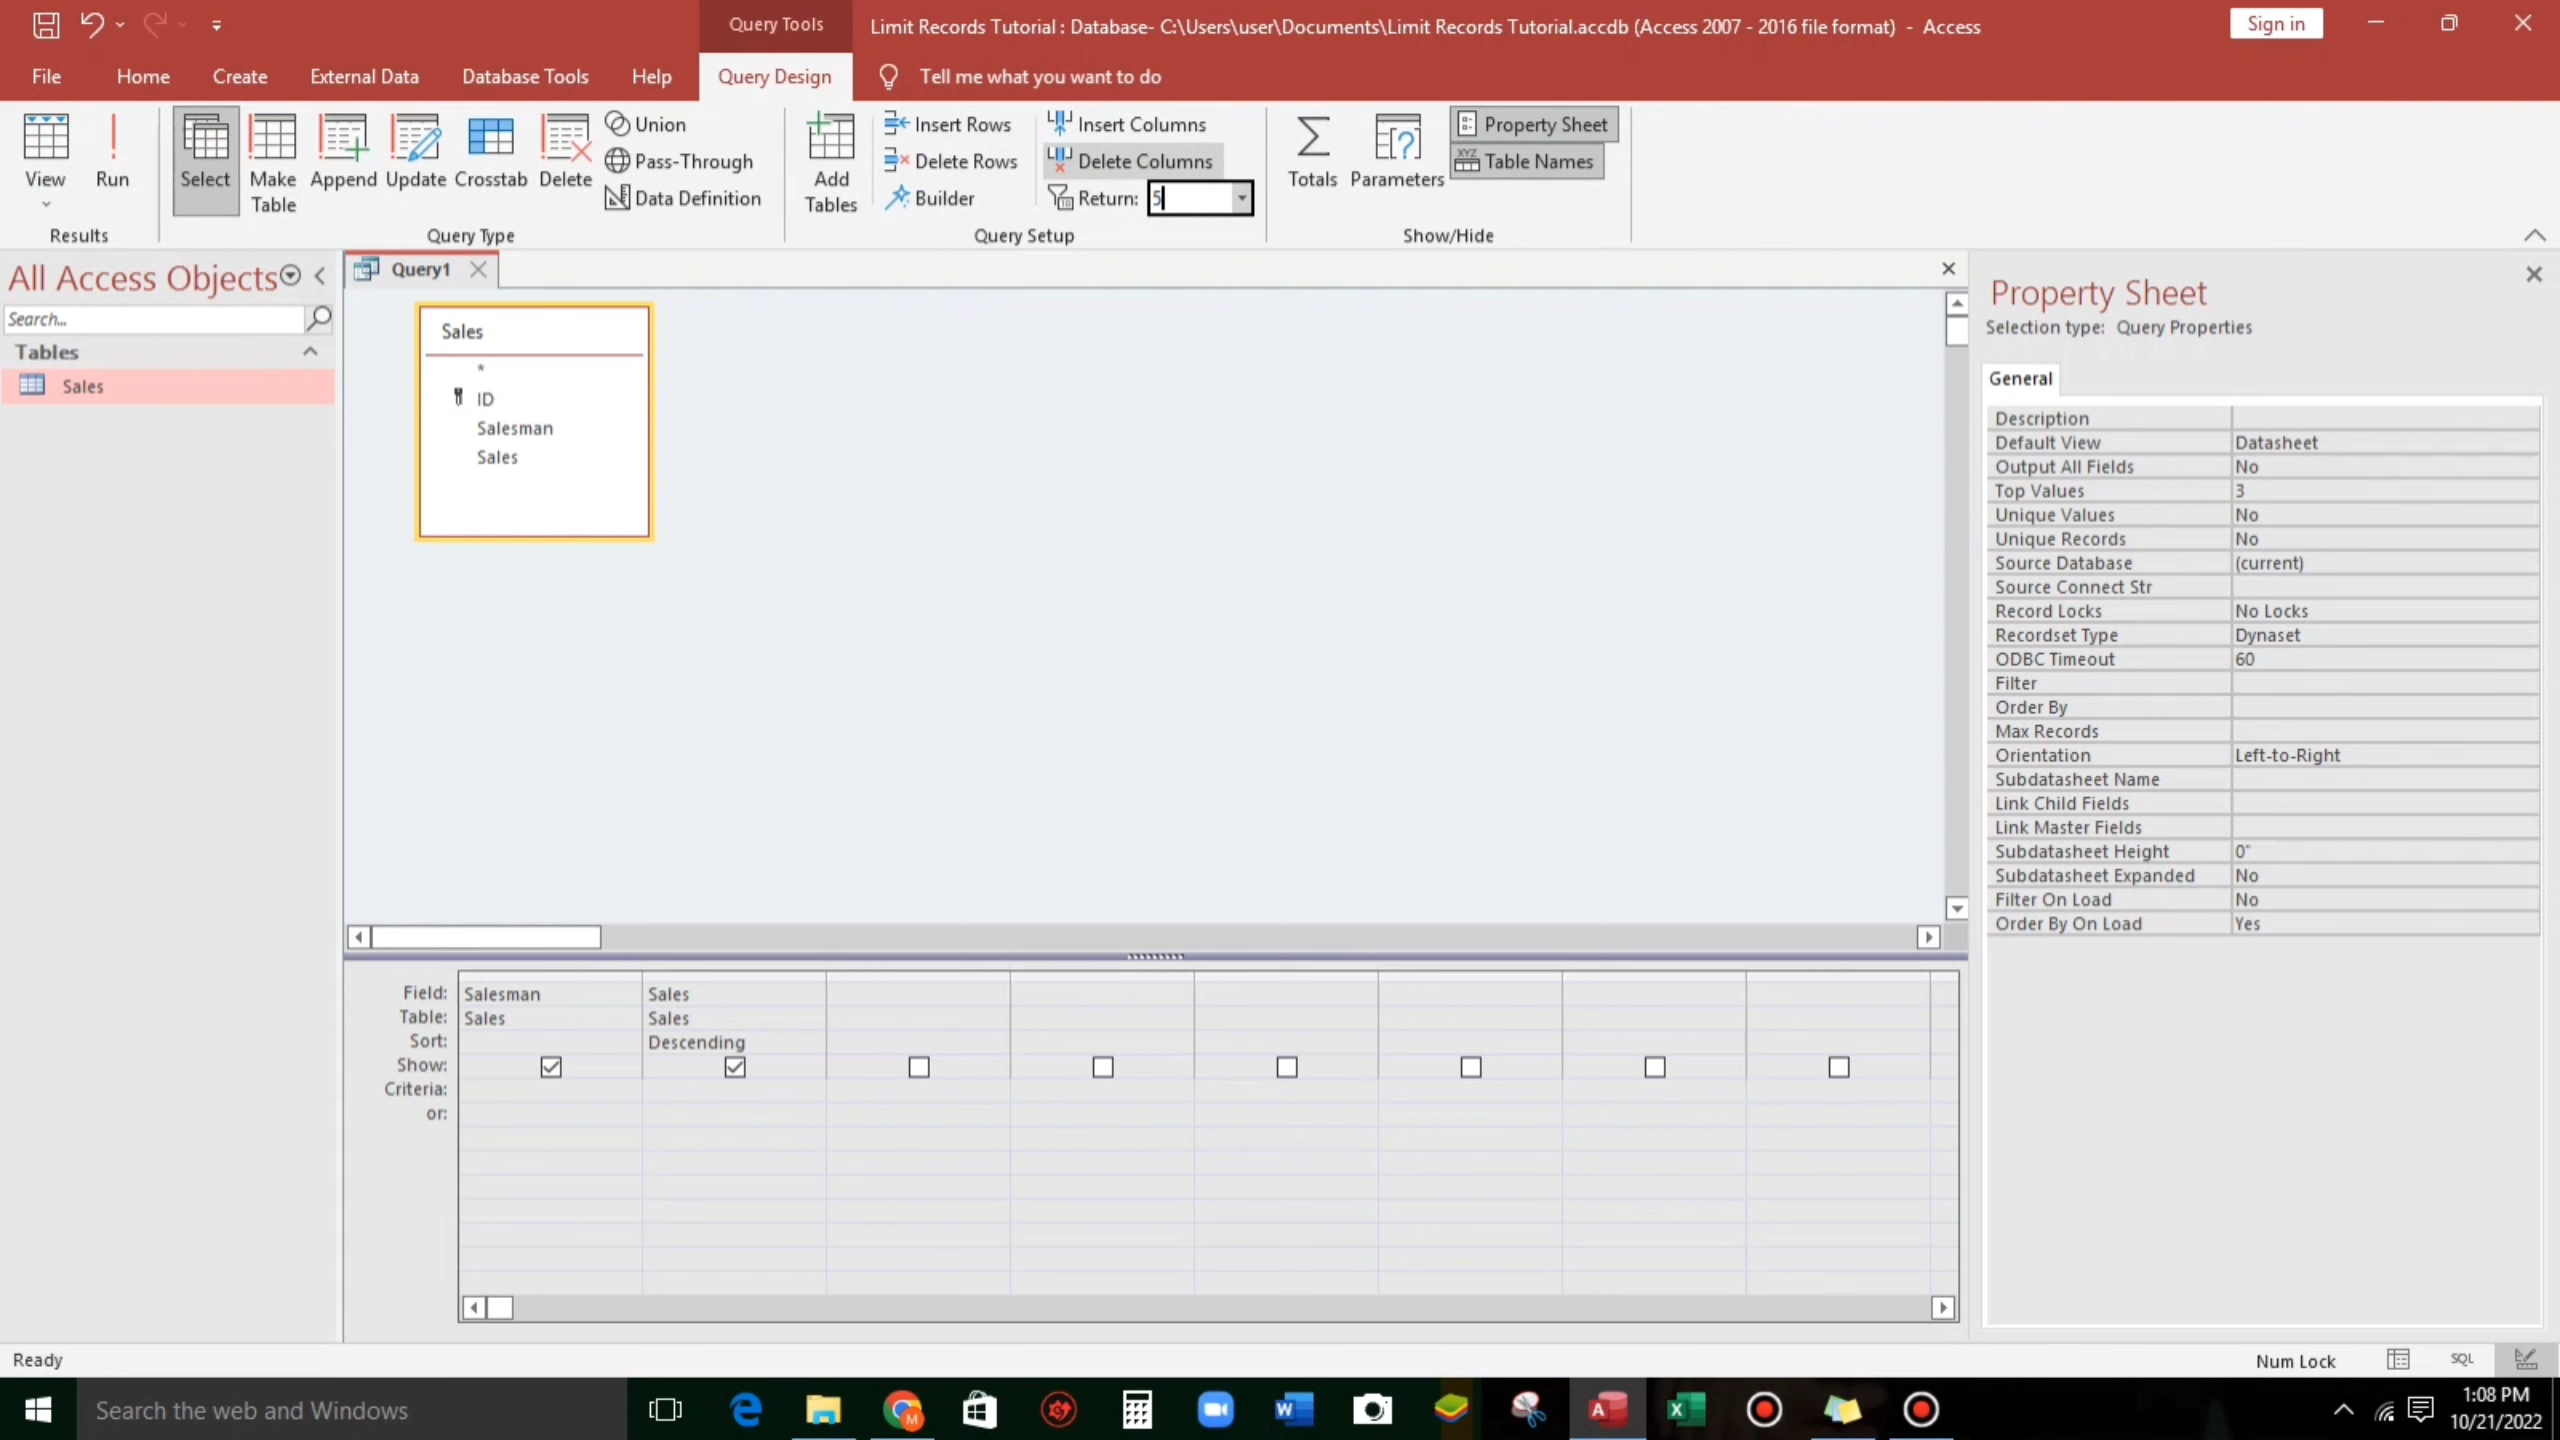 Query Tools
Limit Records Tutorial : Database- C:\Users\user\Documents\Limit Records Tutorial.accdb (Access 2007 - 2016 file format) - Access
Sign in
File
Home
Create
External Data
Database Tools
Help
Query Design
Tell me what you want to do
View
Run
Results
Select
Make Table
Append
Update
Crosstab
Delete
Union
Pass-Through
Data Definition
Query Type
Add Tables
Insert Rows
Delete Rows
Builder
Insert Columns
Delete Columns
Return: 5
Query Setup
Totals
Parameters
Property Sheet
Table Names
Show/Hide
All Access Objects
Search...
Tables
Sales
Query1
Sales
*
ID
Salesman
Sales
Property Sheet
Selection type: Query Properties
General
Description
Default View Datasheet
Output All Fields No
Top Values 3
Unique Values No
Unique Records No
Source Database (current)
Source Connect Str
Record Locks No Locks
Recordset Type Dynaset
ODBC Timeout 60
Filter
Order By
Max Records
Orientation Left-to-Right
Subdatasheet Name
Link Child Fields
Link Master Fields
Subdatasheet Height 0"
Subdatasheet Expanded No
Filter On Load No
Order By On Load Yes
Field: Salesman Sales
Table: Sales Sales
Sort: Descending
Show:
Criteria:
or:
Ready
Num Lock
SQL
Search the web and Windows
1:08 PM
10/21/2022